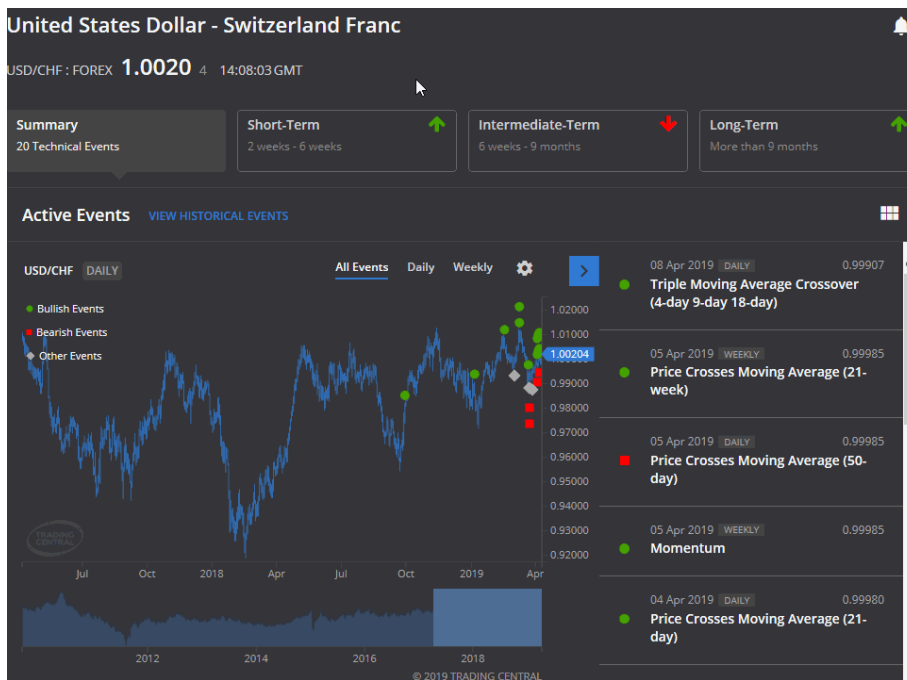 United States Dollar - Switzerland Franc
USD/CHF : FOREX 1.0020 4 14:08:03 GMT
Summary
20 Technical Events
Short-Term
2 weeks - 6 weeks
Intermediate-Term
6 weeks - 9 months
Long-Term
More than 9 months
Active Events VIEW HISTORICAL EVENTS
USD/CHF DAILY
All Events Daily Weekly
Bullish Events
Bearish Events
Other Events
1.02000
1.01000
1.00204
0.99000
0.98000
0.97000
0.96000
0.95000
0.94000
0.93000
0.92000
TRADING
CENTRAL
Jul Oct 2018 Apr Jul Oct 2019 Apr
2012 2014 2016 2018
© 2019 TRADING CENTRAL
08 Apr 2019 DAILY 0.99907
Triple Moving Average Crossover
(4-day 9-day 18-day)
05 Apr 2019 WEEKLY 0.99985
Price Crosses Moving Average (21-
week)
05 Apr 2019 DAILY 0.99985
Price Crosses Moving Average (50-
day)
05 Apr 2019 WEEKLY 0.99985
Momentum
04 Apr 2019 DAILY 0.99980
Price Crosses Moving Average (21-
day)